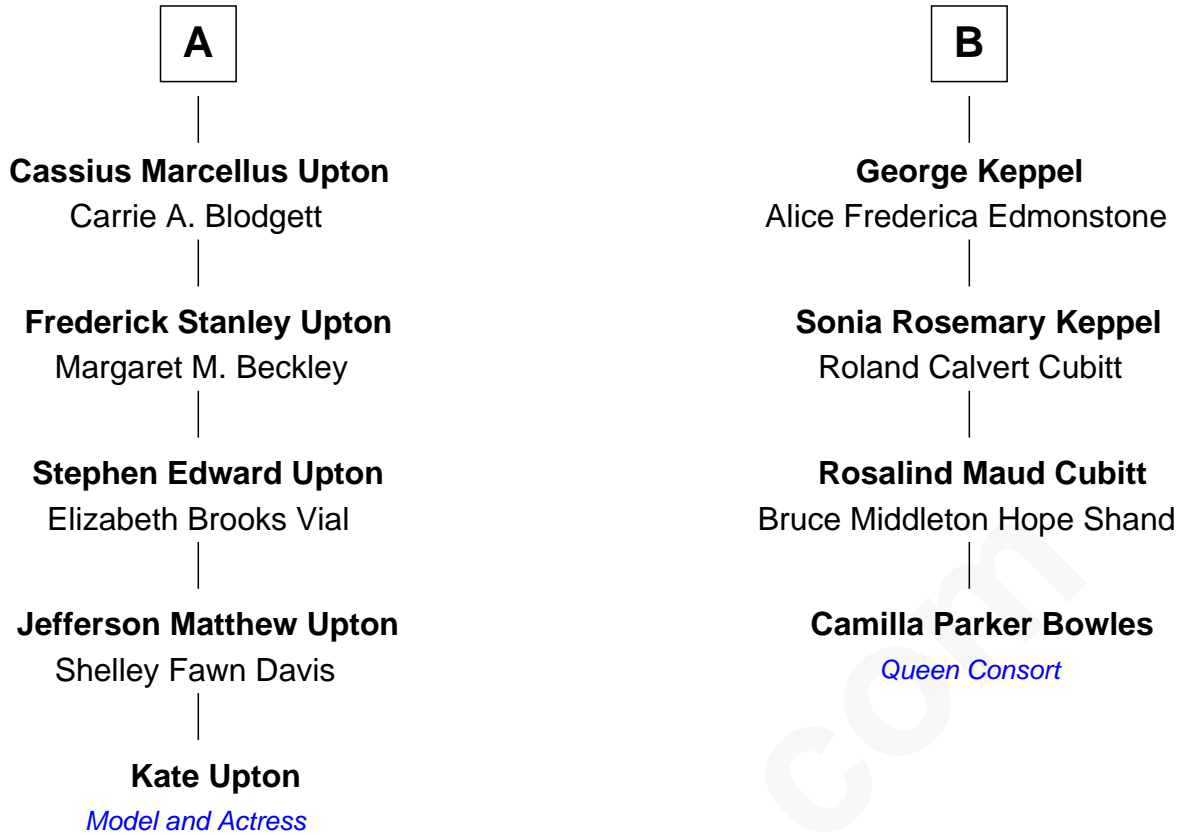 A
Cassius Marcellus Upton
Carrie A. Blodgett
Frederick Stanley Upton
Margaret M. Beckley
Stephen Edward Upton
Elizabeth Brooks Vial
Jefferson Matthew Upton
Shelley Fawn Davis
Kate Upton
Model and Actress
B
George Keppel
Alice Frederica Edmonstone
Sonia Rosemary Keppel
Roland Calvert Cubitt
Rosalind Maud Cubitt
Bruce Middleton Hope Shand
Camilla Parker Bowles
Queen Consort
com